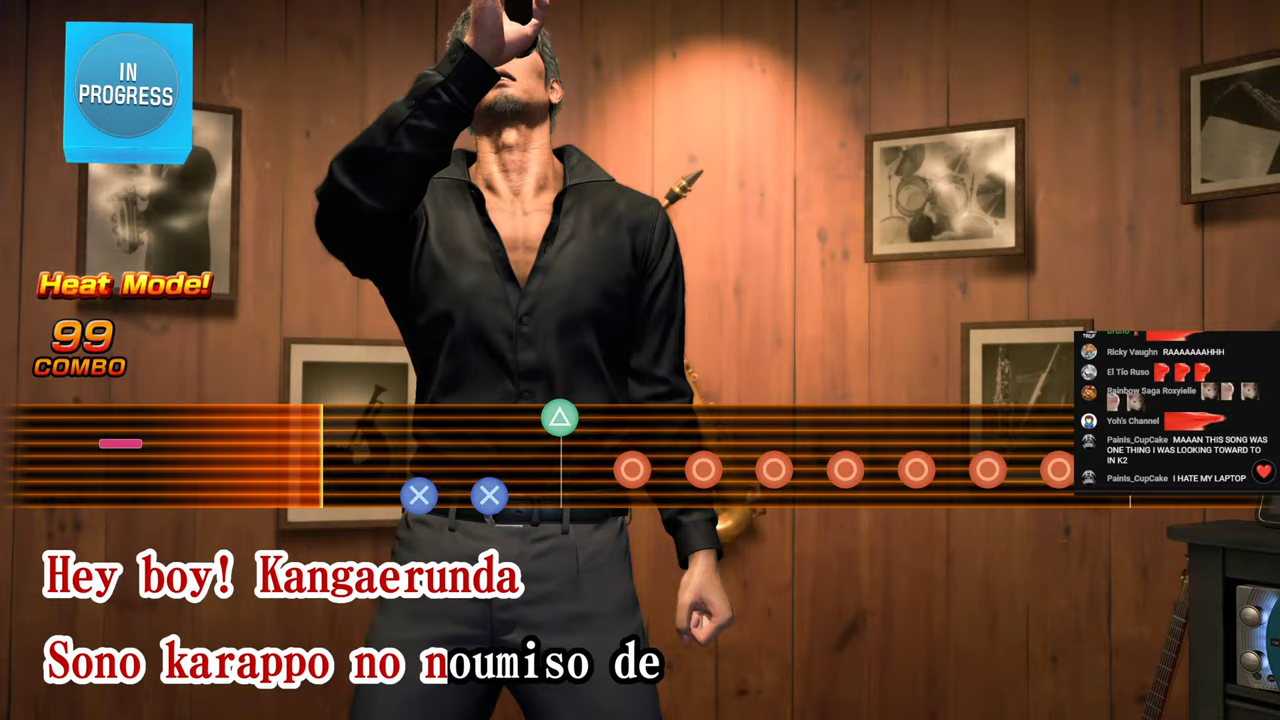 IN
PROGRESS
Heat Mode!
99
COMBO
Ricky Vaughn RAAAAAAAHHH
El Tío Ruso
Rainbow Saga Roxyielle
Yoh's Channel
PainIs_CupCake MAAAN THIS SONG WAS
ONE THING I WAS LOOKING TOWARD TO
IN K2
PainIs_CupCake I HATE MY LAPTOP
Hey boy! Kangaerunda
Sono karappo no noumiso de